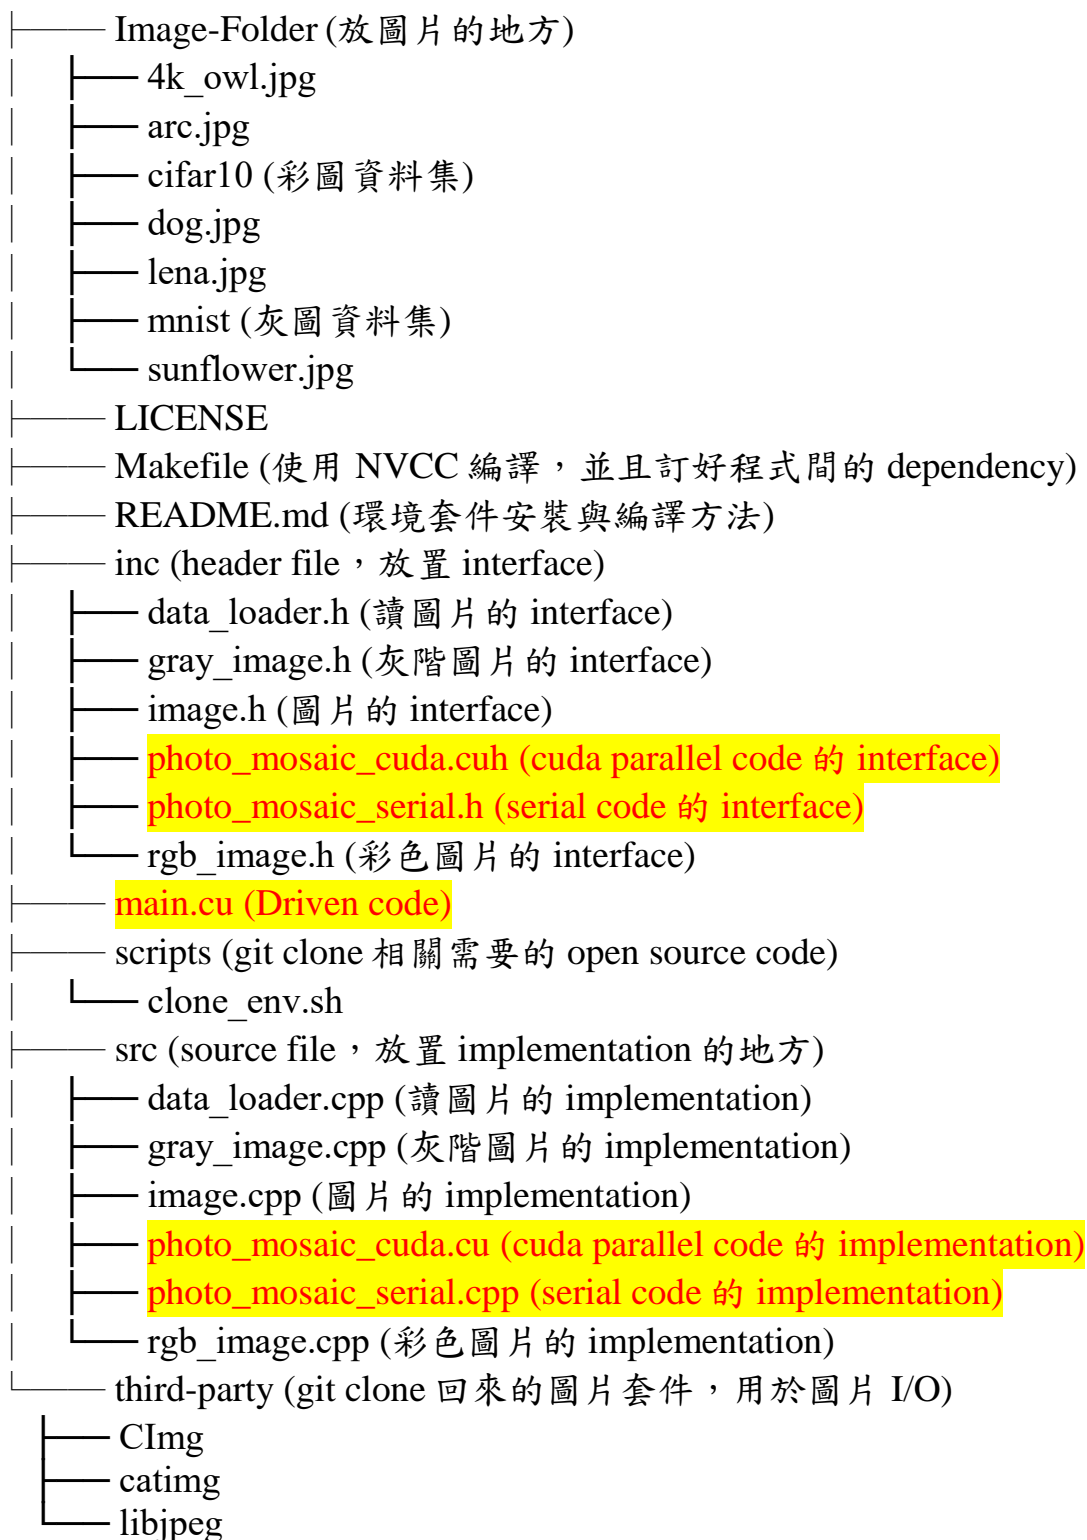 ├── Image-Folder (放圖片的地方)
│ ├── 4k_owl.jpg
│ ├── arc.jpg
│ ├── cifar10 (彩圖資料集)
│ ├── dog.jpg
│ ├── lena.jpg
│ ├── mnist (灰圖資料集)
│ └── sunflower.jpg
├── LICENSE
├── Makefile (使用 NVCC 編譯，並且訂好程式間的 dependency)
├── README.md (環境套件安裝與編譯方法)
├── inc (header file，放置 interface)
│ ├── data_loader.h (讀圖片的 interface)
│ ├── gray_image.h (灰階圖片的 interface)
│ ├── image.h (圖片的 interface)
│ ├── photo_mosaic_cuda.cuh (cuda parallel code 的 interface)
│ ├── photo_mosaic_serial.h (serial code 的 interface)
│ └── rgb_image.h (彩色圖片的 interface)
├── main.cu (Driven code)
├── scripts (git clone 相關需要的 open source code)
│ └── clone_env.sh
├── src (source file，放置 implementation 的地方)
│ ├── data_loader.cpp (讀圖片的 implementation)
│ ├── gray_image.cpp (灰階圖片的 implementation)
│ ├── image.cpp (圖片的 implementation)
│ ├── photo_mosaic_cuda.cu (cuda parallel code 的 implementation)
│ ├── photo_mosaic_serial.cpp (serial code 的 implementation)
│ └── rgb_image.cpp (彩色圖片的 implementation)
└── third-party (git clone 回來的圖片套件，用於圖片 I/O)
├── CImg
├── catimg
└── libjpeg